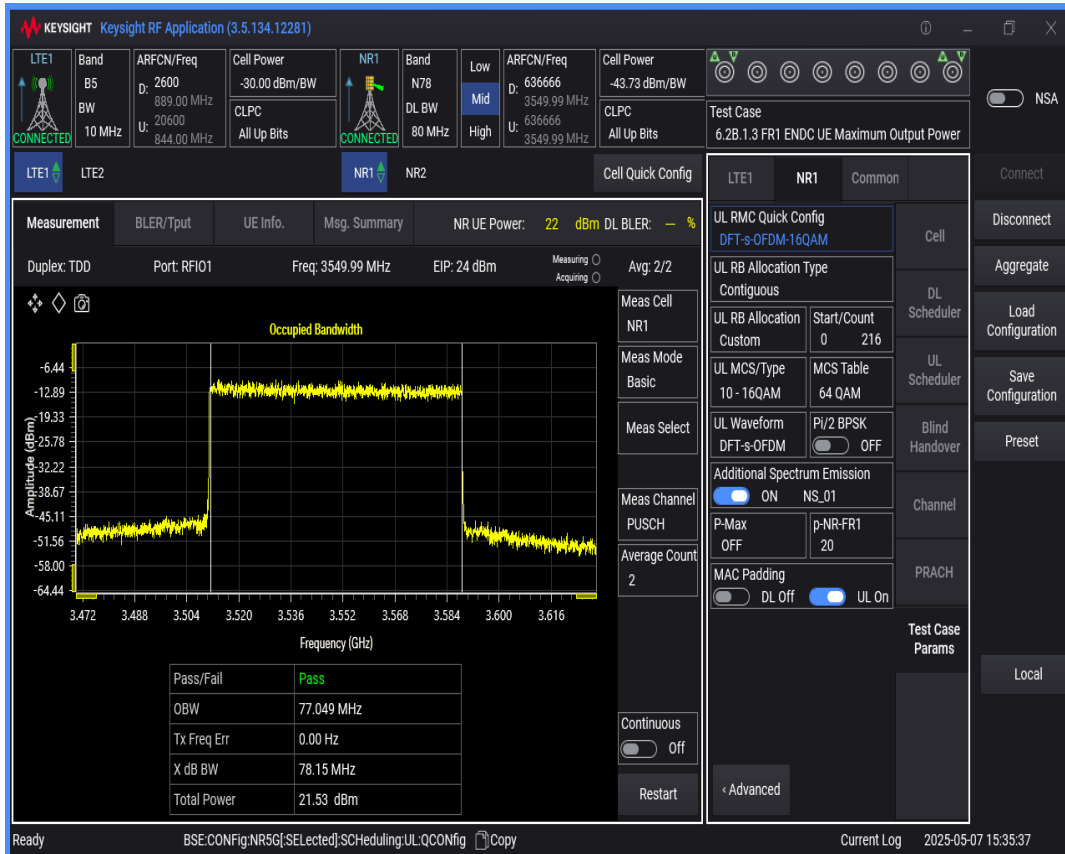 KEYSIGHT Keysight RF Application (3.5.134.12281)
LTE1
CONNECTED
Band
B5
BW
10 MHz
ARFCN/Freq
D: 2600
889.00 MHz
U: 20600
844.00 MHz
Cell Power
-30.00 dBm/BW
CLPC
All Up Bits
NR1
CONNECTED
Band
N78
DL BW
80 MHz
Low
Mid
High
ARFCN/Freq
D: 636666
3549.99 MHz
U: 636666
3549.99 MHz
Cell Power
-43.73 dBm/BW
CLPC
All Up Bits
Test Case
6.2B.1.3 FR1 ENDC UE Maximum Output Power
NSA
LTE1 LTE2 NR1 NR2 Cell Quick Config
Measurement BLER/Tput UE Info. Msg. Summary NR UE Power: 22 dBm DL BLER: — %
Duplex: TDD Port: RFIO1 Freq: 3549.99 MHz EIP: 24 dBm Measuring Avg: 2/2
Acquiring
Occupied Bandwidth
Amplitude (dBm)
-6.44
-12.89
-19.33
-25.78
-32.22
-38.67
-45.11
-51.56
-58.00
-64.44
3.472 3.488 3.504 3.520 3.536 3.552 3.568 3.584 3.600 3.616
Frequency (GHz)
Pass/Fail Pass
OBW 77.049 MHz
Tx Freq Err 0.00 Hz
X dB BW 78.15 MHz
Total Power 21.53 dBm
Meas Cell
NR1
Meas Mode
Basic
Meas Select
Meas Channel
PUSCH
Average Count
2
Continuous
Off
Restart
LTE1 NR1 Common
UL RMC Quick Config
DFT-s-OFDM-16QAM
UL RB Allocation Type
Contiguous
UL RB Allocation
Custom
Start/Count
0 216
UL MCS/Type
10 - 16QAM
MCS Table
64 QAM
UL Waveform
DFT-s-OFDM
Pi/2 BPSK
OFF
Additional Spectrum Emission
ON NS_01
P-Max
OFF
p-NR-FR1
20
MAC Padding
DL Off UL On
‹ Advanced
Cell
DL
Scheduler
UL
Scheduler
Blind
Handover
Channel
PRACH
Test Case
Params
Connect
Disconnect
Aggregate
Load
Configuration
Save
Configuration
Preset
Local
Ready BSE:CONFig:NR5G[:SELected]:SCHeduling:UL:QCONfig Copy Current Log 2025-05-07 15:35:37